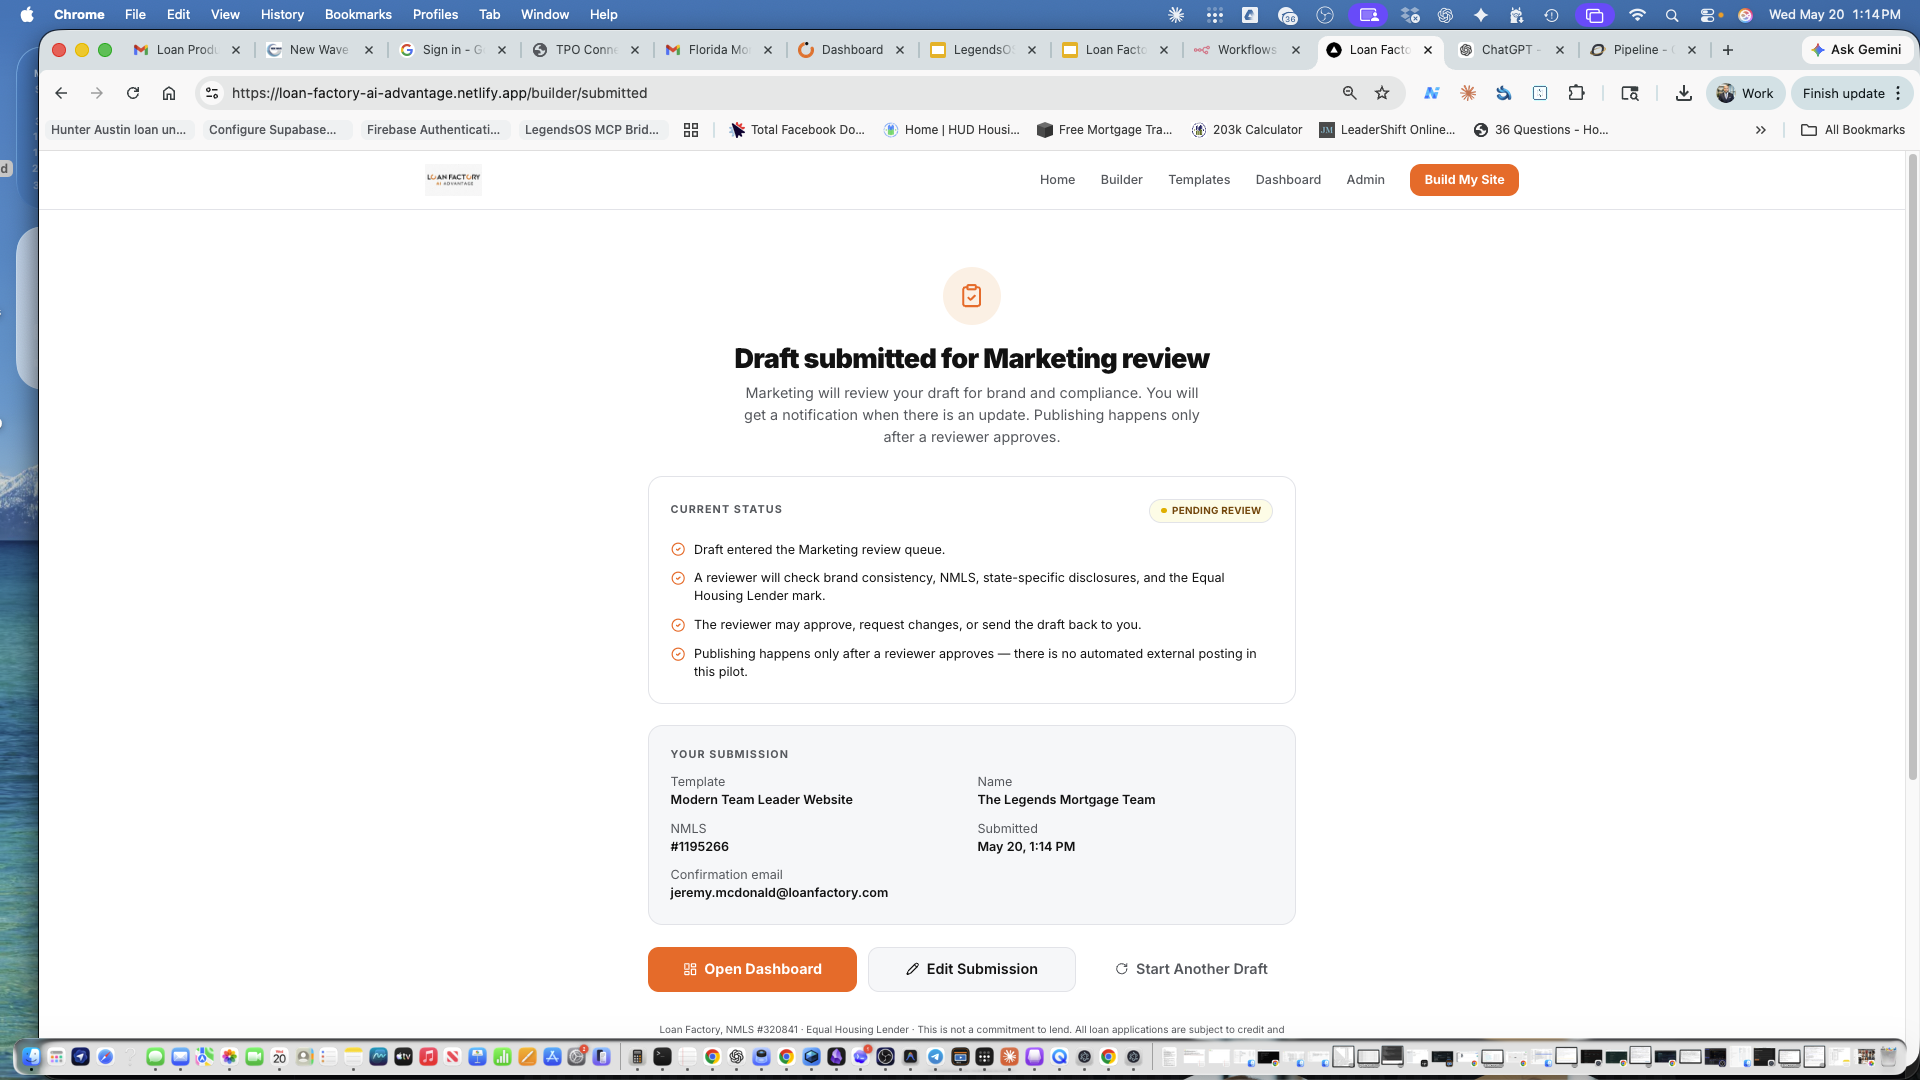 Chrome File Edit View History Bookmarks Profiles Tab Window Help
36
Wed May 20 1:14 PM
Loan Produ
New Wave
Sign in - G
TPO Conne
Florida Mo
Dashboard
LegendsOS
Loan Facto
Workflows
Loan Facto
ChatGPT -
Pipeline -
Ask Gemini
https://loan-factory-ai-advantage.netlify.app/builder/submitted
Work
Finish update
Hunter Austin loan un...
Configure Supabase...
Firebase Authenticati...
LegendsOS MCP Brid...
Total Facebook Do...
Home | HUD Housi...
Free Mortgage Tra...
203k Calculator
JM
LeaderShift Online...
36 Questions - Ho...
All Bookmarks
LOAN FACTORY
AI ADVANTAGE
Home Builder Templates Dashboard Admin Build My Site
Draft submitted for Marketing review
Marketing will review your draft for brand and compliance. You will
get a notification when there is an update. Publishing happens only
after a reviewer approves.
CURRENT STATUS
PENDING REVIEW
Draft entered the Marketing review queue.
A reviewer will check brand consistency, NMLS, state-specific disclosures, and the Equal
Housing Lender mark.
The reviewer may approve, request changes, or send the draft back to you.
Publishing happens only after a reviewer approves — there is no automated external posting in
this pilot.
YOUR SUBMISSION
Template
Modern Team Leader Website
Name
The Legends Mortgage Team
NMLS
#1195266
Submitted
May 20, 1:14 PM
Confirmation email
jeremy.mcdonald@loanfactory.com
Open Dashboard
Edit Submission
Start Another Draft
Loan Factory, NMLS #320841 · Equal Housing Lender · This is not a commitment to lend. All loan applications are subject to credit and
20
tv